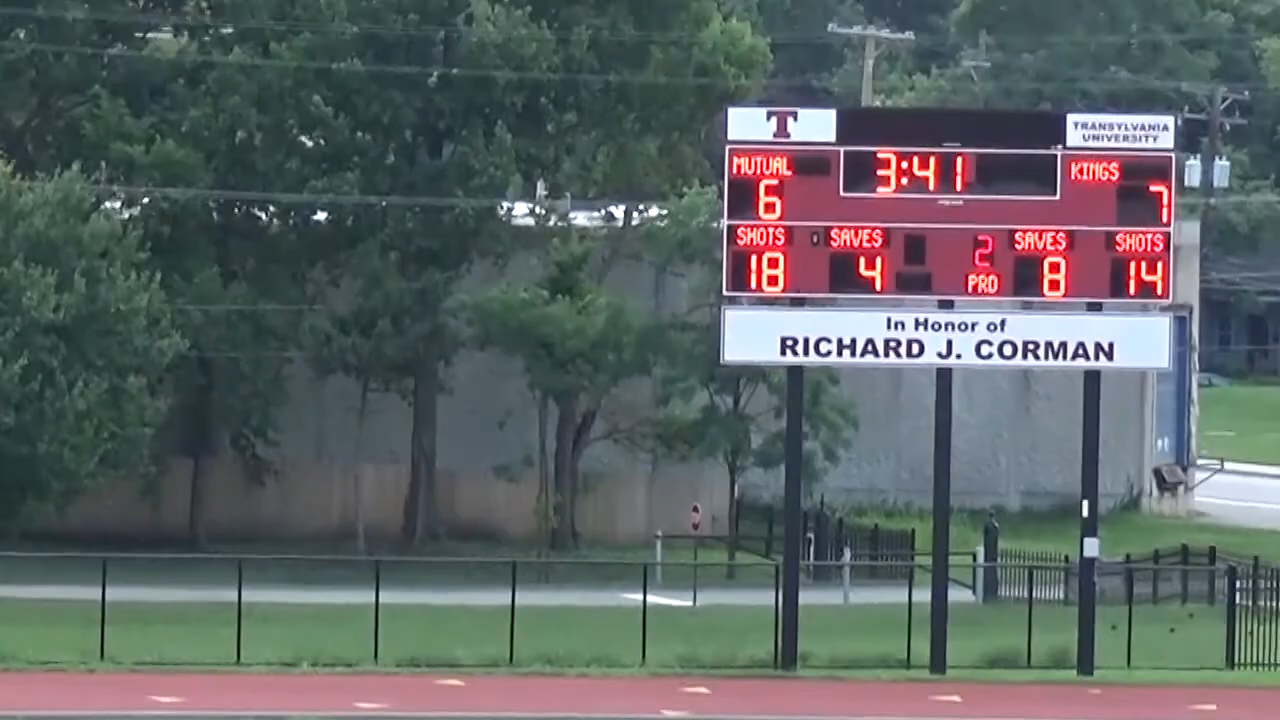 T
TRANSYLVANIA
UNIVERSITY
MUTUAL
3:41
KINGS
6
7
SHOTS
0
SAVES
2
SAVES
SHOTS
18
4
PRD
8
14
In Honor of
RICHARD J. CORMAN